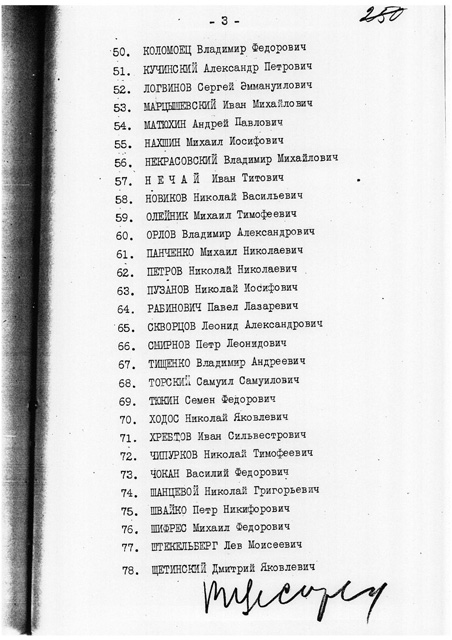 - 3 -
250
50. КОЛОМОЕЦ Владимир Федорович
51. КУЧИНСКИЙ Александр Петрович
52. ЛОГВИНОВ Сергей Эммануилович
53. МАРЦЫШЕВСКИЙ Иван Михайлович
54. МАТЮХИН Андрей Павлович
55. НАХШИН Михаил Иосифович
56. НЕКРАСОВСКИЙ Владимир Михайлович
57. Н Е Ч А Й Иван Титович
58. НОВИКОВ Николай Васильевич
59. ОЛЕЙНИК Михаил Тимофеевич
60. ОРЛОВ Владимир Александрович
61. ПАНЧЕНКО Михаил Николаевич
62. ПЕТРОВ Николай Николаевич
63. ПУЗАНОВ Николай Иосифович
64. РАБИНОВИЧ Павел Лазаревич
65. СКВОРЦОВ Леонид Александрович
66. СМИРНОВ Петр Леонидович
67. ТИЩЕНКО Владимир Андреевич
68. ТОРСКИЙ Самуил Самуилович
69. ТЮКИН Семен Федорович
70. ХОДОС Николай Яковлевич
71. ХРЕБТОВ Иван Сильвестрович
72. ЧИПУРКОВ Николай Тимофеевич
73. ЧОКАН Василий Федорович
74. ШАНЦЕВОЙ Николай Григорьевич
75. ШВАЙКО Петр Никифорович
76. ШИФРЕС Михаил Федорович
77. ШТЕКЕЛЬБЕРГ Лев Моисеевич
78. ЩЕТИНСКИЙ Дмитрий Яковлевич